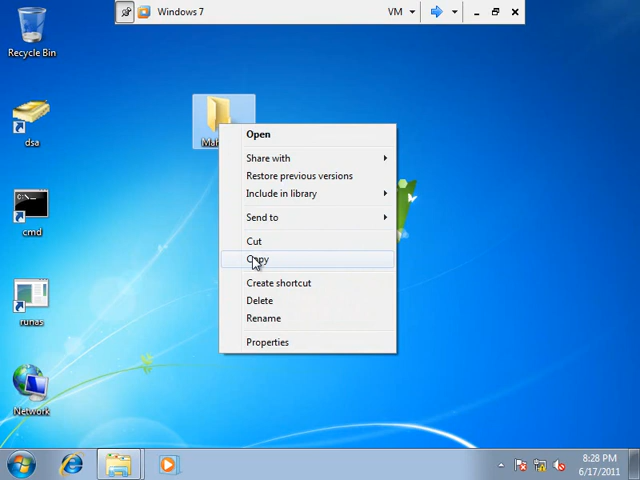 Windows 7
VM
Recycle Bin
dsa
cmd
runas
Network
Open
Share with
Restore previous versions
Include in library
Send to
Cut
Copy
Create shortcut
Delete
Rename
Properties
8:28 PM
6/17/2011